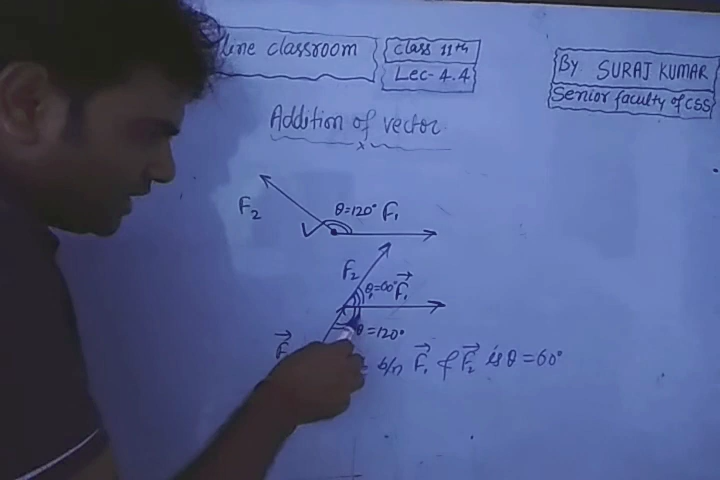 line classroom
Class 11th
Lec- 4.4
By SURAJ KUMAR
Senior faculty of CSS
Addition of vector
x
F₂
θ=120° F₁
F₂
θ₁=60° F₁
θ=120°
F
b/n F₁ & F₂ is θ = 60°